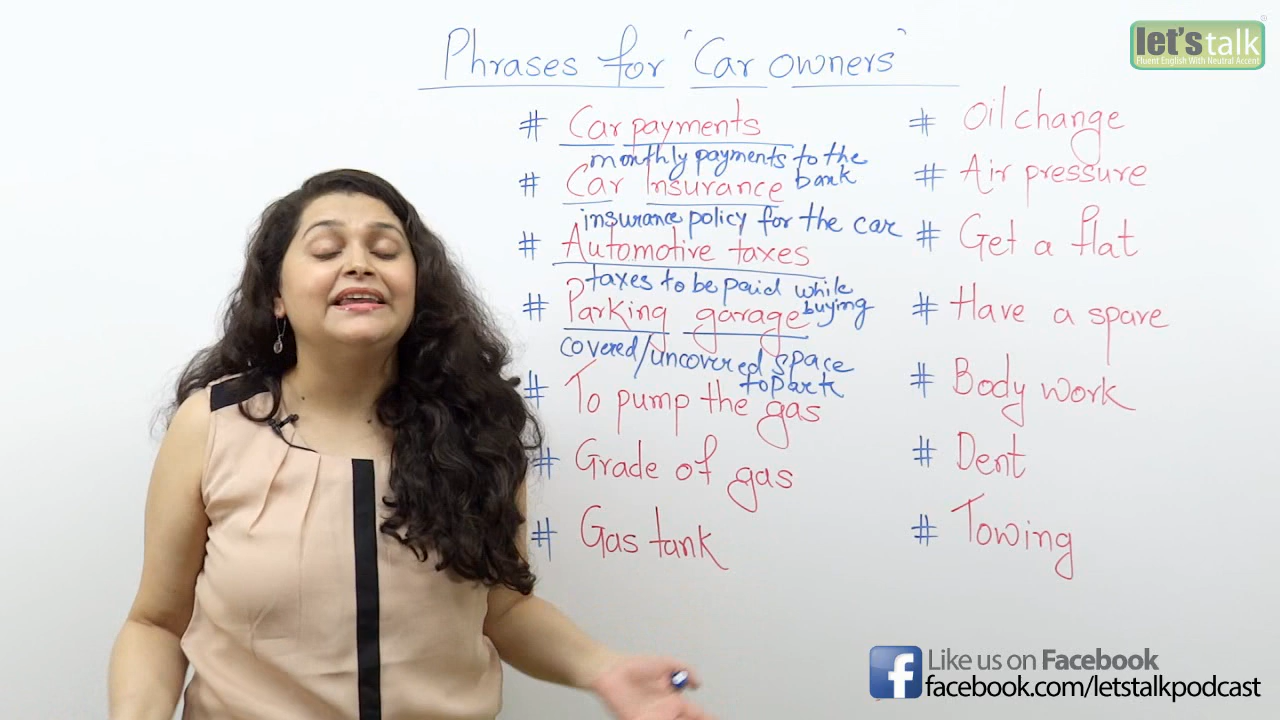 Phrases for 'Car owners'
# Car payments
monthly payments to the
bank
# Car Insurance
insurance policy for the car
# Automotive taxes
taxes to be paid while
buying
# Parking garage
covered/uncovered space
to park
# To pump the gas
# Grade of gas
# Gas tank
# Oil change
# Air pressure
# Get a flat
# Have a spare
# Body work
# Dent
# Towing
let's talk ®
Fluent English With Neutral Accent
f Like us on Facebook
facebook.com/letstalkpodcast